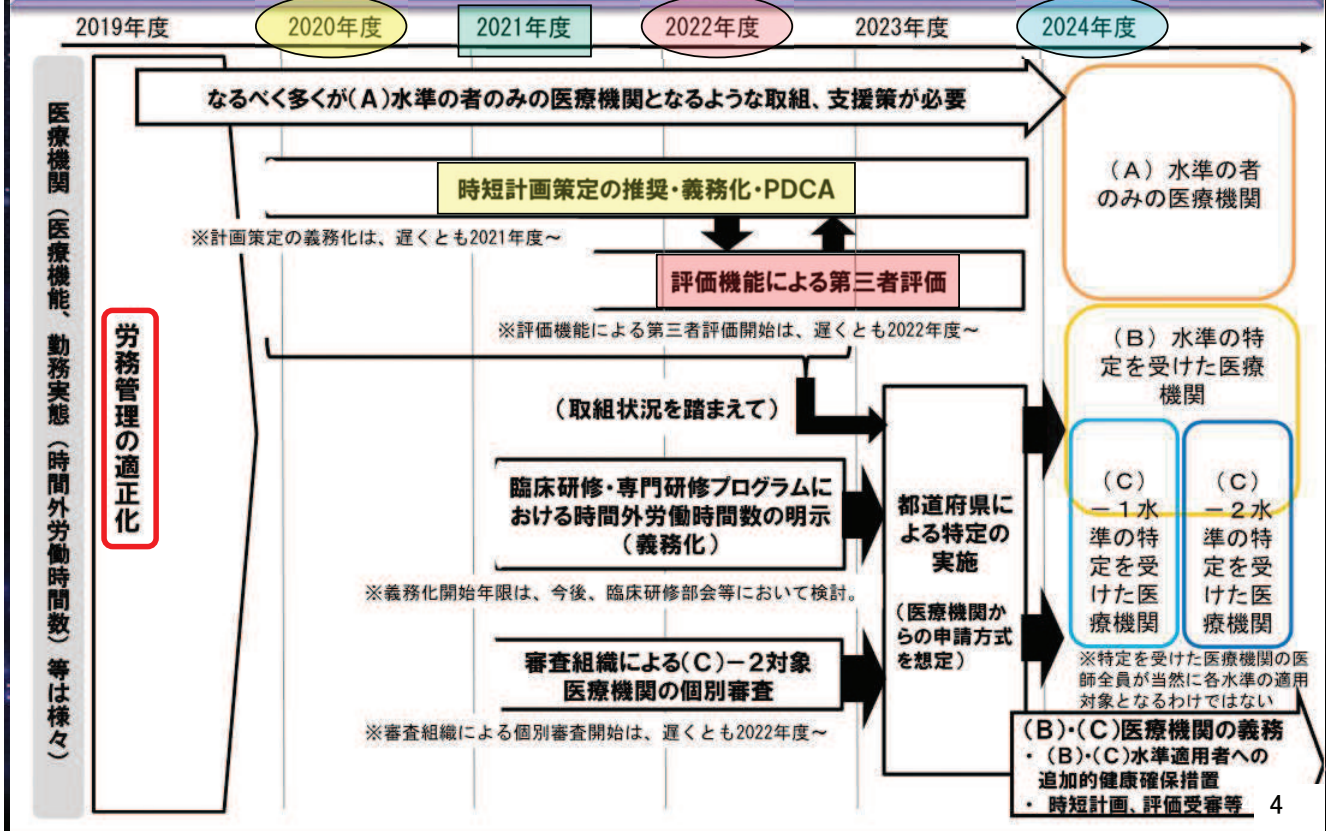 2019年度
2020年度
2021年度
2022年度
2023年度
2024年度
医療機関（医療機能、勤務実態（時間外労働時間数）等は様々）
労務管理の適正化
なるべく多くが(A)水準の者のみの医療機関となるような取組、支援策が必要
時短計画策定の推奨・義務化・PDCA
※計画策定の義務化は、遅くとも2021年度～
評価機能による第三者評価
※評価機能による第三者評価開始は、遅くとも2022年度～
（取組状況を踏まえて）
臨床研修・専門研修プログラムに
おける時間外労働時間数の明示
（義務化）
※義務化開始年限は、今後、臨床研修部会等において検討。
審査組織による(C)－2対象
医療機関の個別審査
※審査組織による個別審査開始は、遅くとも2022年度～
都道府県に
よる特定の
実施
（医療機関か
らの申請方式
を想定）
（A）水準の者
のみの医療機関
（B）水準の特
定を受けた医療
機関
（C）
－1水
準の特
定を受
けた医
療機関
（C）
－2水
準の特
定を受
けた医
療機関
※特定を受けた医療機関の医
師全員が当然に各水準の適用
対象となるわけではない
(B)・(C)医療機関の義務
・ (B)・(C)水準適用者への
追加的健康確保措置
・ 時短計画、評価受審等
4